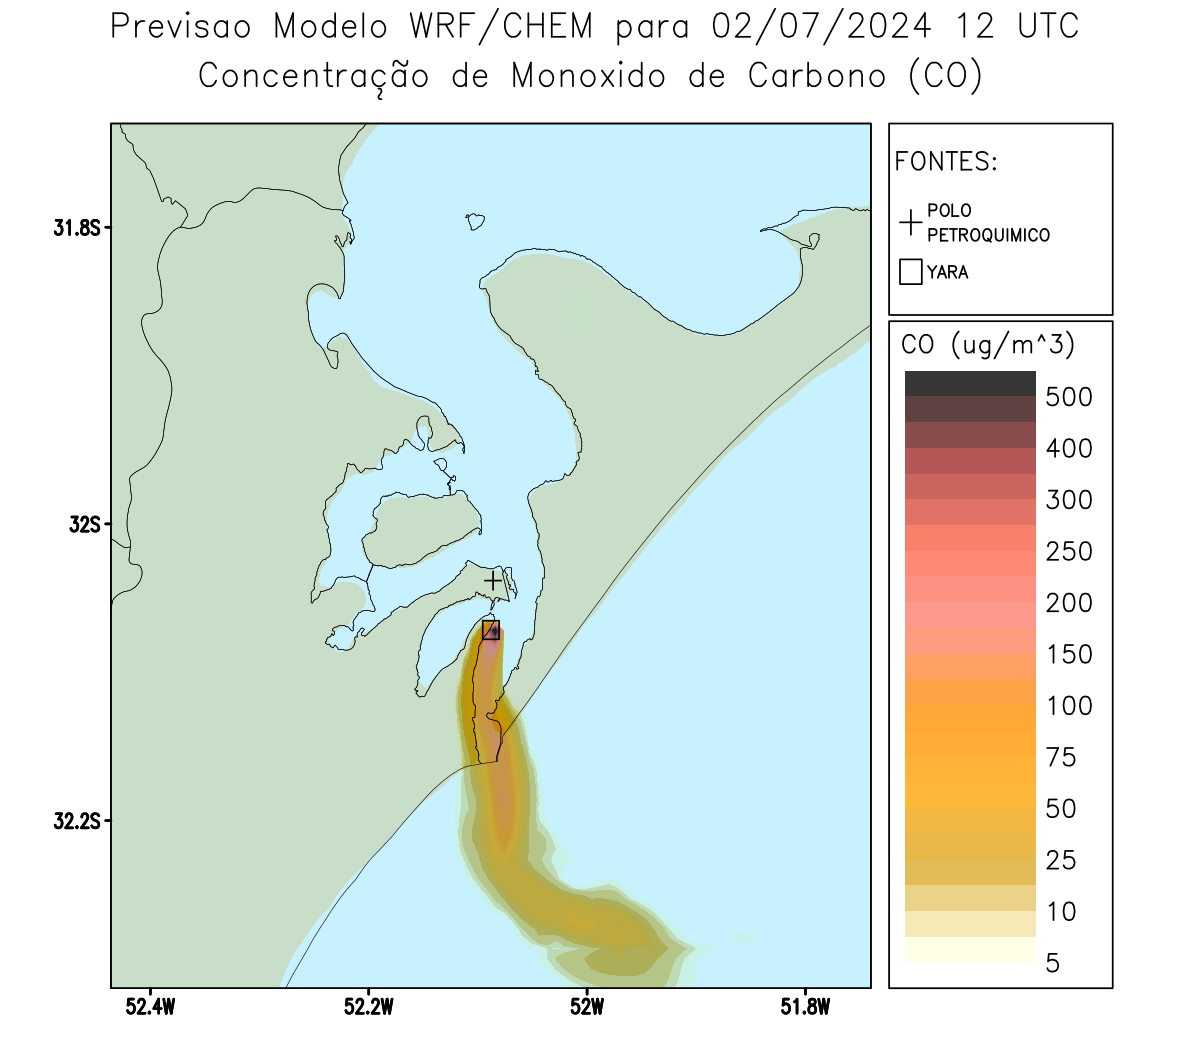 Previsao Modelo WRF/CHEM para 02/07/2024 12 UTC
Concentração de Monoxido de Carbono (CO)
FONTES:
POLO
PETROQUIMICO
YARA
CO (ug/m^3)
500
400
300
250
200
150
100
75
50
25
10
5
31.8S
32S
32.2S
52.4W
52.2W
52W
51.8W